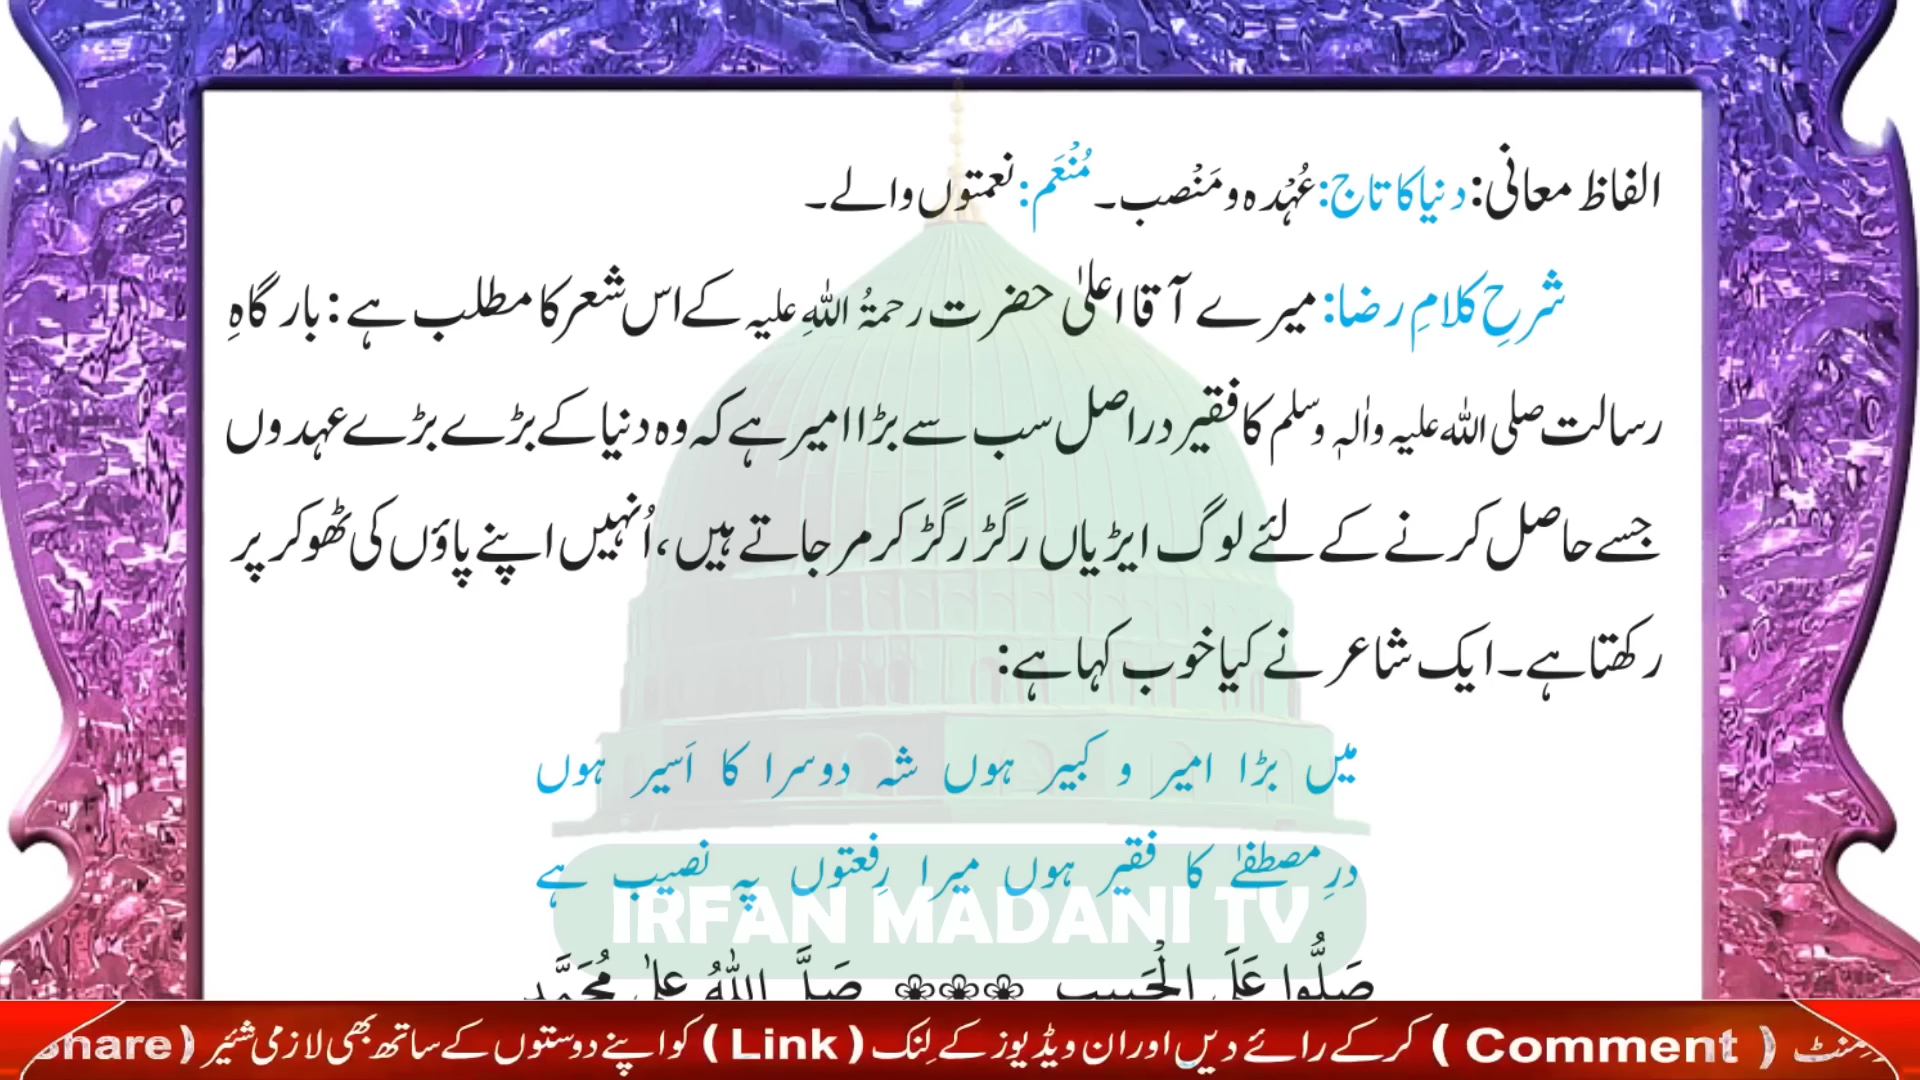 الفاظ معانی: دنیا کا تاج: عُہْدہ و مَنْصب۔ مُنْعَم: نعمتوں والے۔
شرحِ کلامِ رضا: میرے آقا اعلیٰ حضرت رحمۃُ اللہِ علیہ کے اس شعر کا مطلب ہے: بارگاہِ
رسالت صلی اللہ علیہ واٰلہٖ وسلم کا فقیر دراصل سب سے بڑا امیر ہے کہ وہ دنیا کے بڑے بڑے عہدوں
جسے حاصل کرنے کے لئے لوگ ایڑیاں رگڑ رگڑ کر مر جاتے ہیں، اُنہیں اپنے پاؤں کی ٹھوکر پر
رکھتا ہے۔ ایک شاعر نے کیا خوب کہا ہے:
میں بڑا امیر و کبیر ہوں شہ دوسرا کا اَسیر ہوں
درِ مصطفےٰ کا فقیر ہوں میرا رِفعتوں پہ نصیب ہے
IRFAN MADANI TV
صَلُّوا عَلَی الْحَبِیب ❀❀❀ صَلَّی اللّٰہُ عَلٰی مُحَمَّد
( Comment ) کرکے رائے دیں اور ان ویڈیوز کے لِنک ( Link ) کو اپنے دوستوں کے ساتھ بھی لازمی شئیر (